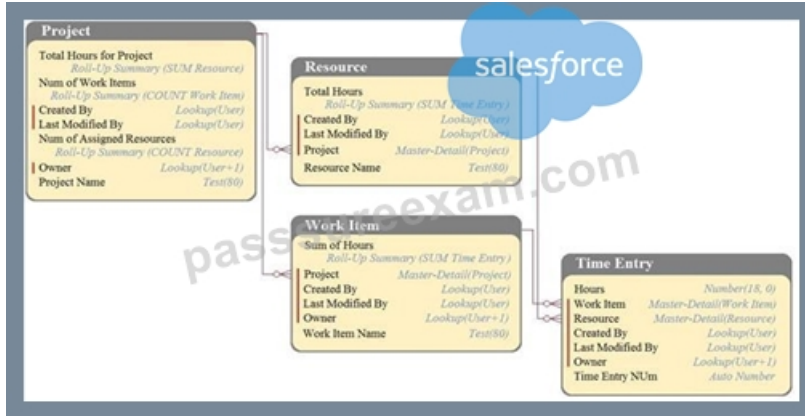 Project
Total Hours for Project
Roll-Up Summary (SUM Resource)
Num of Work Items
Roll-Up Summary (COUNT Work Item)
Created By Lookup(User)
Last Modified By Lookup(User)
Num of Assigned Resources
Roll-Up Summary (COUNT Resource)
Owner Lookup(User+1)
Project Name Test(80)
salesforce
Resource
Total Hours
Roll-Up Summary (SUM Time Entry)
Created By Lookup(User)
Last Modified By Lookup(User)
Project Master-Detail(Project)
Resource Name Test(80)
passsureexam.com
Work Item
Sum of Hours
Roll-Up Summary (SUM Time Entry)
Project Master-Detail(Project)
Created By Lookup(User)
Last Modified By Lookup(User)
Owner Lookup(User+1)
Work Item Name Test(80)
Time Entry
Hours Number(18, 0)
Work Item Master-Detail(Work Item)
Resource Master-Detail(Resource)
Created By Lookup(User)
Last Modified By Lookup(User)
Owner Lookup(User+1)
Time Entry NUm Auto Number